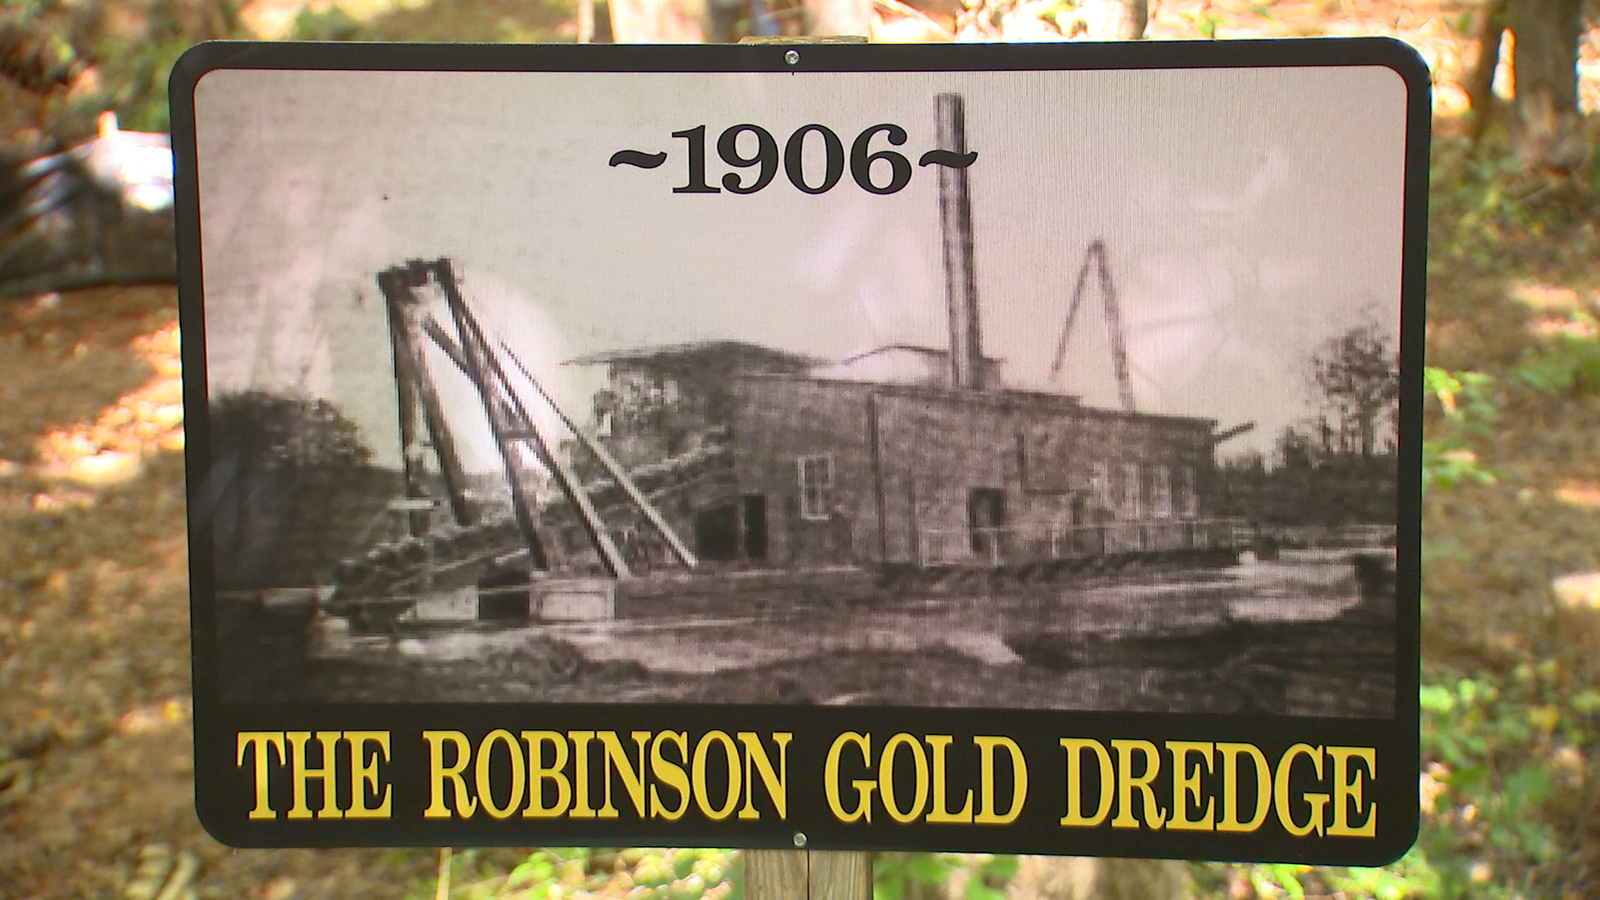 ~1906~
THE ROBINSON GOLD DREDGE